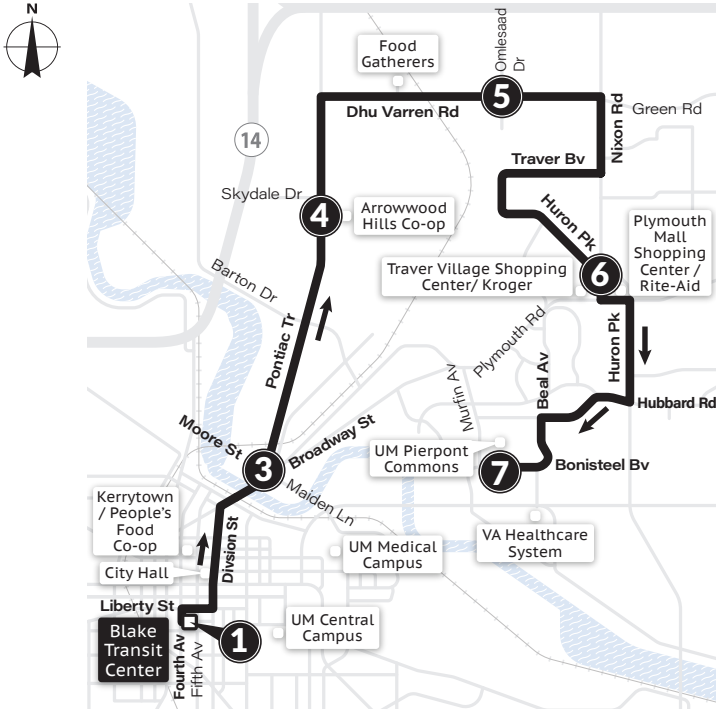 N
Food
Gatherers
Omlesaad
Dr
5
Dhu Varren Rd
Nixon Rd
Green Rd
14
Traver Bv
Skydale Dr
4
Arrowwood
Hills Co-op
Huron Pk
Plymouth
Mall
Shopping
Center /
Rite-Aid
6
Traver Village Shopping
Center/ Kroger
Barton Dr
Pontiac Tr
Plymouth Rd
Huron Pk
Murfin Av
Beal Av
Hubbard Rd
Moore St
Broadway St
3
UM Pierpont
Commons
7
Bonisteel Bv
Maiden Ln
Kerrytown
/ People's
Food
Co-op
Divsion St
VA Healthcare
System
UM Medical
Campus
City Hall
Liberty St
Blake
Transit
Center
Fourth Av
Fifth Av
1
UM Central
Campus